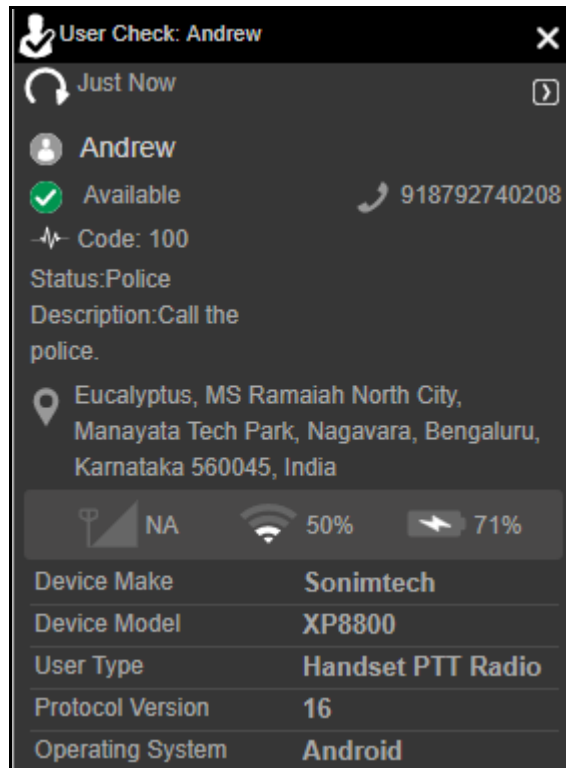 User Check: Andrew
Just Now
Andrew
Available 918792740208
Code: 100
Status:Police
Description:Call the
police.
Eucalyptus, MS Ramaiah North City,
Manayata Tech Park, Nagavara, Bengaluru,
Karnataka 560045, India
NA 50% 71%
Device Make Sonimtech
Device Model XP8800
User Type Handset PTT Radio
Protocol Version 16
Operating System Android